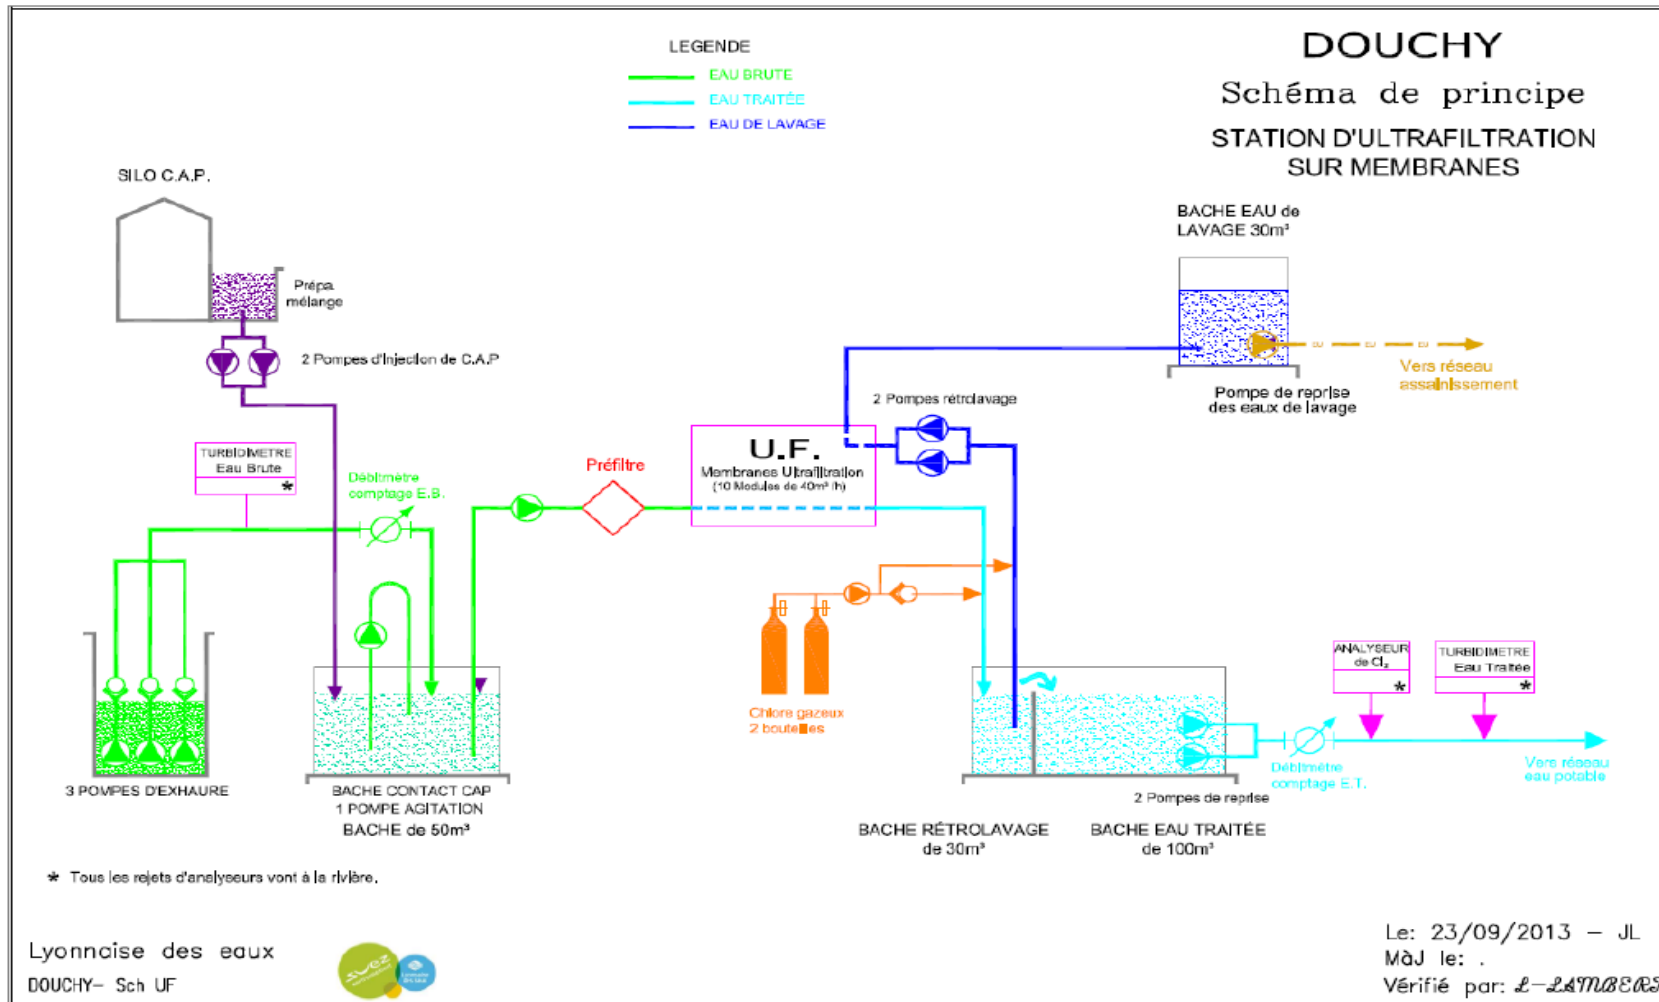 LEGENDE
EAU BRUTE
EAU TRAITÉE
EAU DE LAVAGE
DOUCHY
Schéma de principe
STATION D'ULTRAFILTRATION
SUR MEMBRANES
SILO C.A.P.
Prépa
mélange
2 Pompes d'Injection de C.A.P
BACHE EAU de
LAVAGE 30m³
EU EU EU
Vers réseau
assainissement
Pompe de reprise
des eaux de lavage
2 Pompes rétrolavage
TURBIDIMETRE
Eau Brute
*
Débitmètre
comptage E.B.
Préfiltre
U.F.
Membranes Ultrafiltration
(10 Modules de 40m³ /h)
Chlore gazeux
2 bouteilles
ANALYSEUR
de Cl₂
*
TURBIDIMETRE
Eau Traitée
*
3 POMPES D'EXHAURE
BACHE CONTACT CAP
1 POMPE AGITATION
BACHE de 50m³
Débitmètre
comptage E.T.
Vers réseau
eau potable
2 Pompes de reprise
BACHE RÉTROLAVAGE
de 30m³
BACHE EAU TRAITÉE
de 100m³
* Tous les rejets d'analyseurs vont à la rivière.
Lyonnaise des eaux
DOUCHY- Sch UF
suez
Le: 23/09/2013 - JL
MàJ le: .
Vérifié par: L-LAMBERT